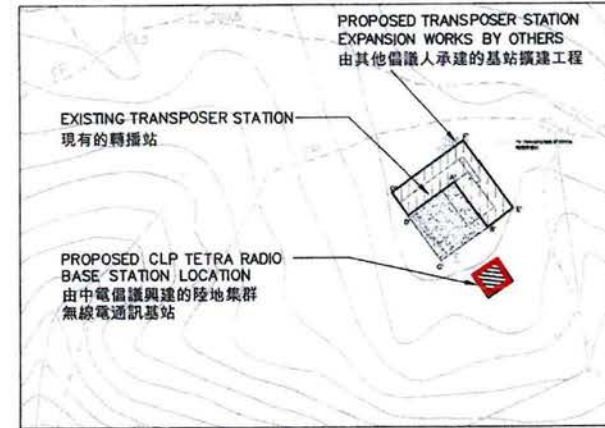 PROPOSED TRANSPOSER STATION
EXPANSION WORKS BY OTHERS
由其他倡議人承建的基站擴建工程
EXISTING TRANSPOSER STATION
現有的轉播站
PROPOSED CLP TETRA RADIO
BASE STATION LOCATION
由中電倡議興建的陸地集群
無線電通訊基站